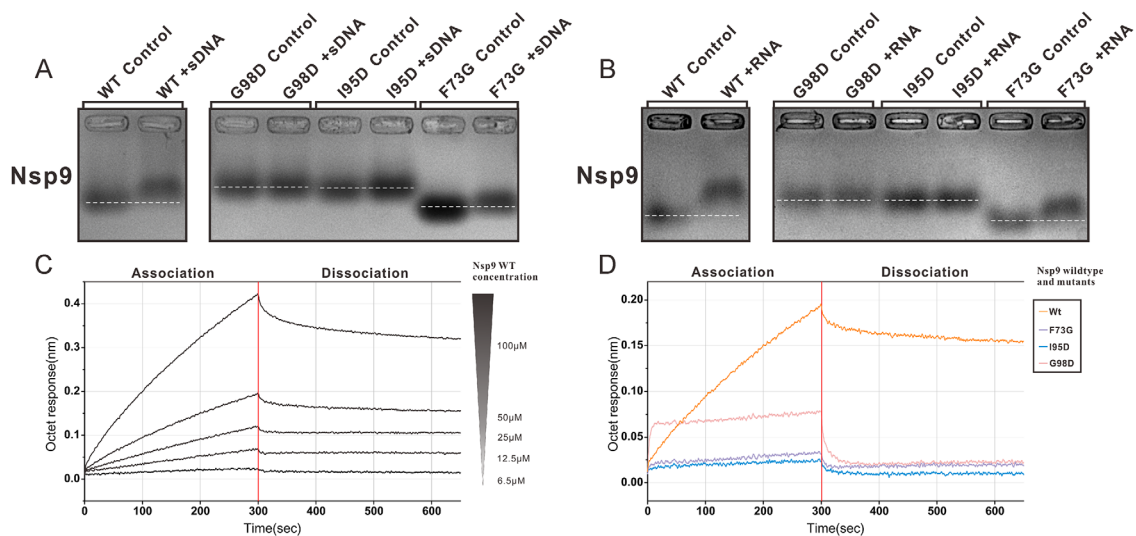 A
WT Control
WT +sDNA
G98D Control
G98D +sDNA
I95D Control
I95D +sDNA
F73G Control
F73G +sDNA
Nsp9
B
WT Control
WT +RNA
G98D Control
G98D +RNA
I95D Control
I95D +RNA
F73G Control
F73G +RNA
Nsp9
C
Association
Dissociation
Nsp9 WT
concentration
Octet response(nm)
0.4
0.3
0.2
0.1
0.0
100μM
50μM
25μM
12.5μM
6.5μM
0 100 200 300 400 500 600
Time(sec)
D
Association
Dissociation
Nsp9 wildtype
and mutants
Wt
F73G
I95D
G98D
Octet response(nm)
0.20
0.15
0.10
0.05
0.00
0 100 200 300 400 500 600
Time(sec)